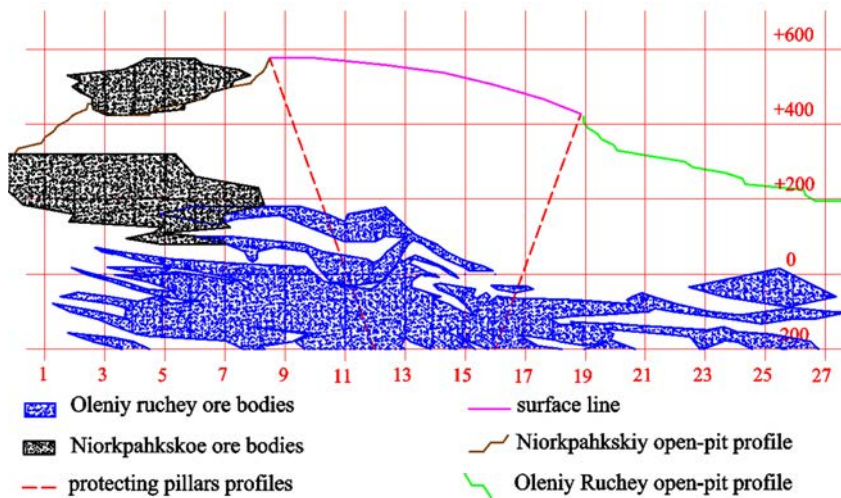 +600
+400
+200
0
200
1 3 5 7 9 11 13 15 17 19 21 23 25 27
Oleniy ruchey ore bodies
surface line
Niorkpahkskoe ore bodies
Niorkpahkskiy open-pit profile
protecting pillars profiles
Oleniy Ruchey open-pit profile